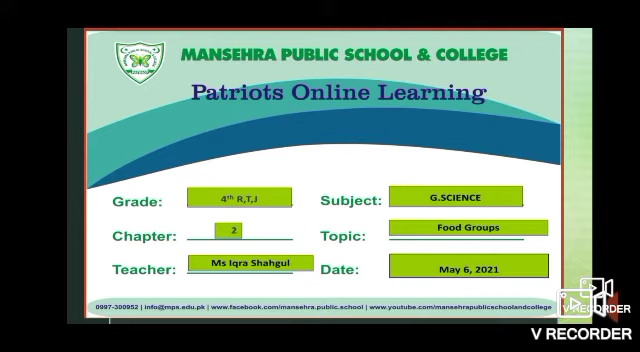 MANSEHRA PUBLIC SCHOOL & COLLEGE
Patriots Online Learning
Grade: 4th R,T,J Subject: G.SCIENCE
Chapter: 2 Topic: Food Groups
Teacher: Ms Iqra Shahgul Date: May 6, 2021
0997-300952 | info@mps.edu.pk | www.facebook.com/mansehra.public.school | www.youtube.com/mansehrapublicschoolandcollege
V RECORDER
V RECORDER